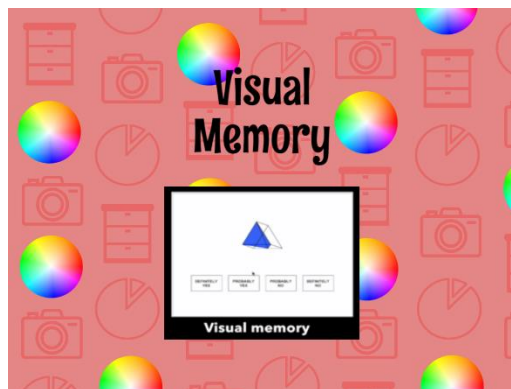 Visual
Memory
DEFINITELY PROBABLY PROBABLY DEFINITELY
YES YES NO NO
Visual memory